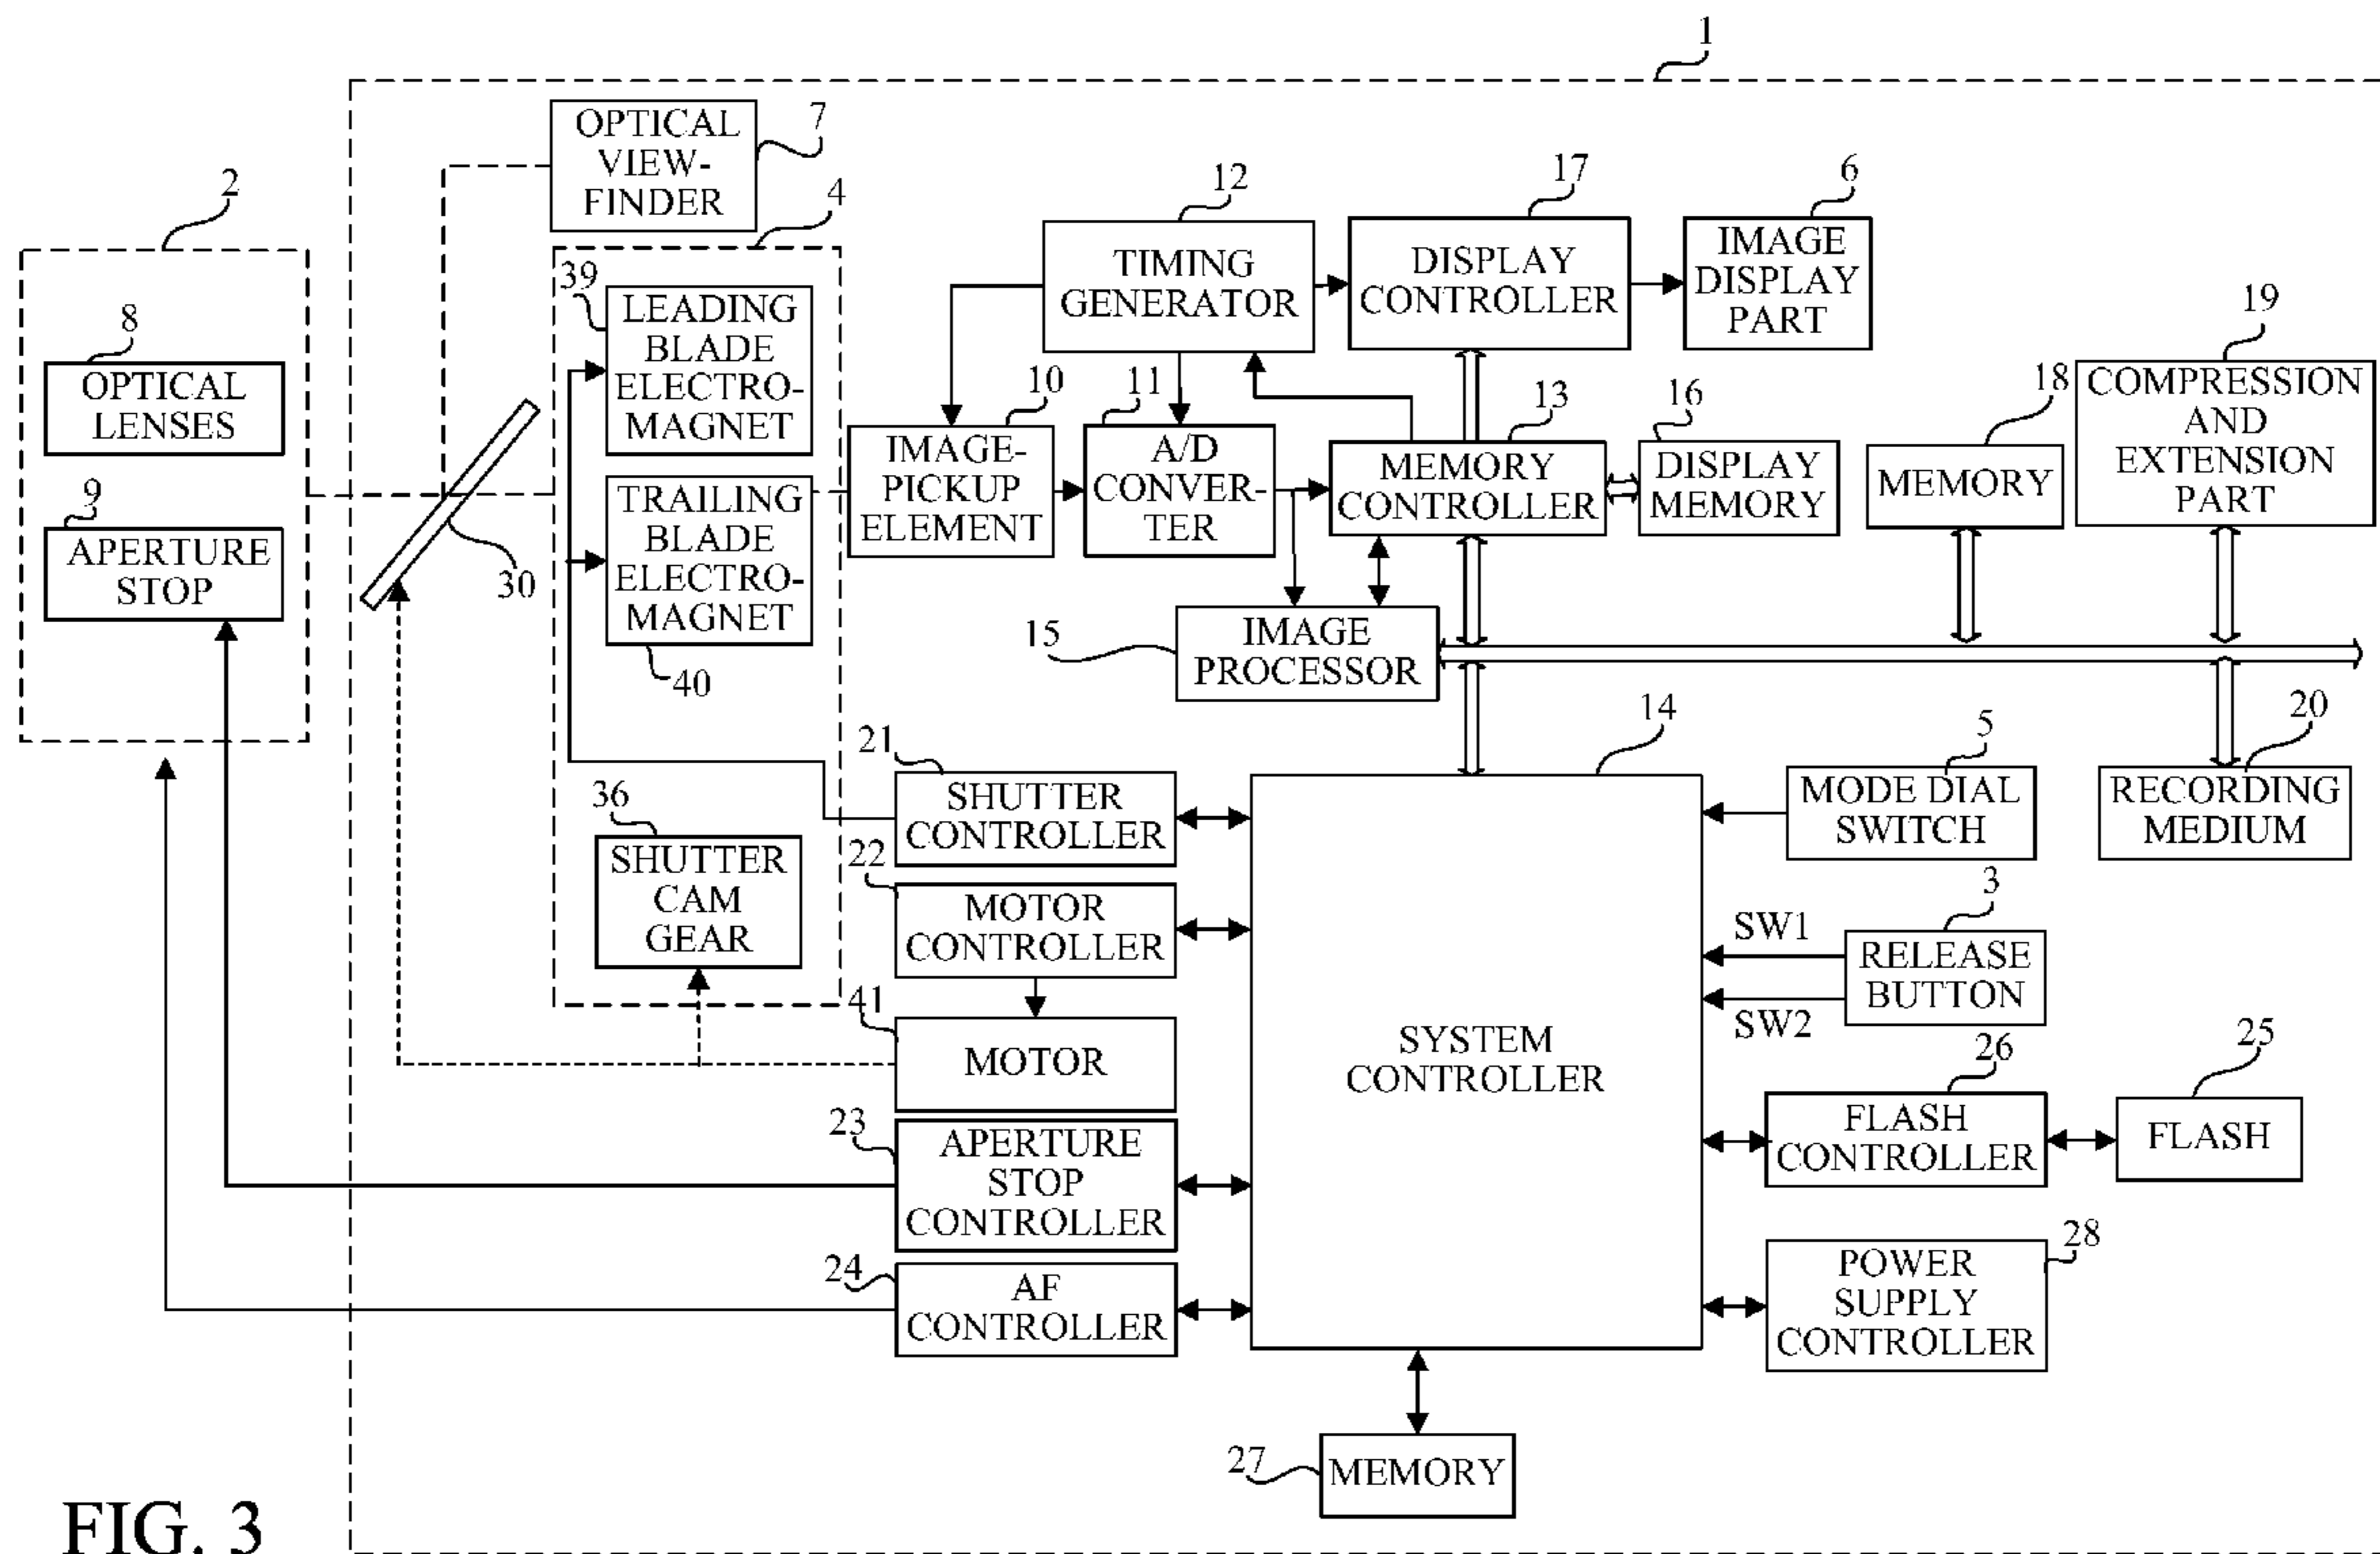 1
OPTICAL
VIEW-
FINDER
7
2
4
12
17
6
39
TIMING
GENERATOR
DISPLAY
CONTROLLER
IMAGE
DISPLAY
PART
8
OPTICAL
LENSES
LEADING
BLADE
ELECTRO-
MAGNET
19
COMPRESSION
AND
EXTENSION
PART
10
11
13
16
18
9
APERTURE
STOP
TRAILING
BLADE
ELECTRO-
MAGNET
IMAGE-
PICKUP
ELEMENT
A/D
CONVER-
TER
MEMORY
CONTROLLER
DISPLAY
MEMORY
MEMORY
30
40
15
IMAGE
PROCESSOR
14
5
20
21
SHUTTER
CONTROLLER
MODE DIAL
SWITCH
RECORDING
MEDIUM
36
SHUTTER
CAM
GEAR
22
MOTOR
CONTROLLER
SW1
3
RELEASE
BUTTON
SW2
41
MOTOR
SYSTEM
CONTROLLER
26
25
23
APERTURE
STOP
CONTROLLER
FLASH
CONTROLLER
FLASH
24
AF
CONTROLLER
28
POWER
SUPPLY
CONTROLLER
27
MEMORY
FIG. 3